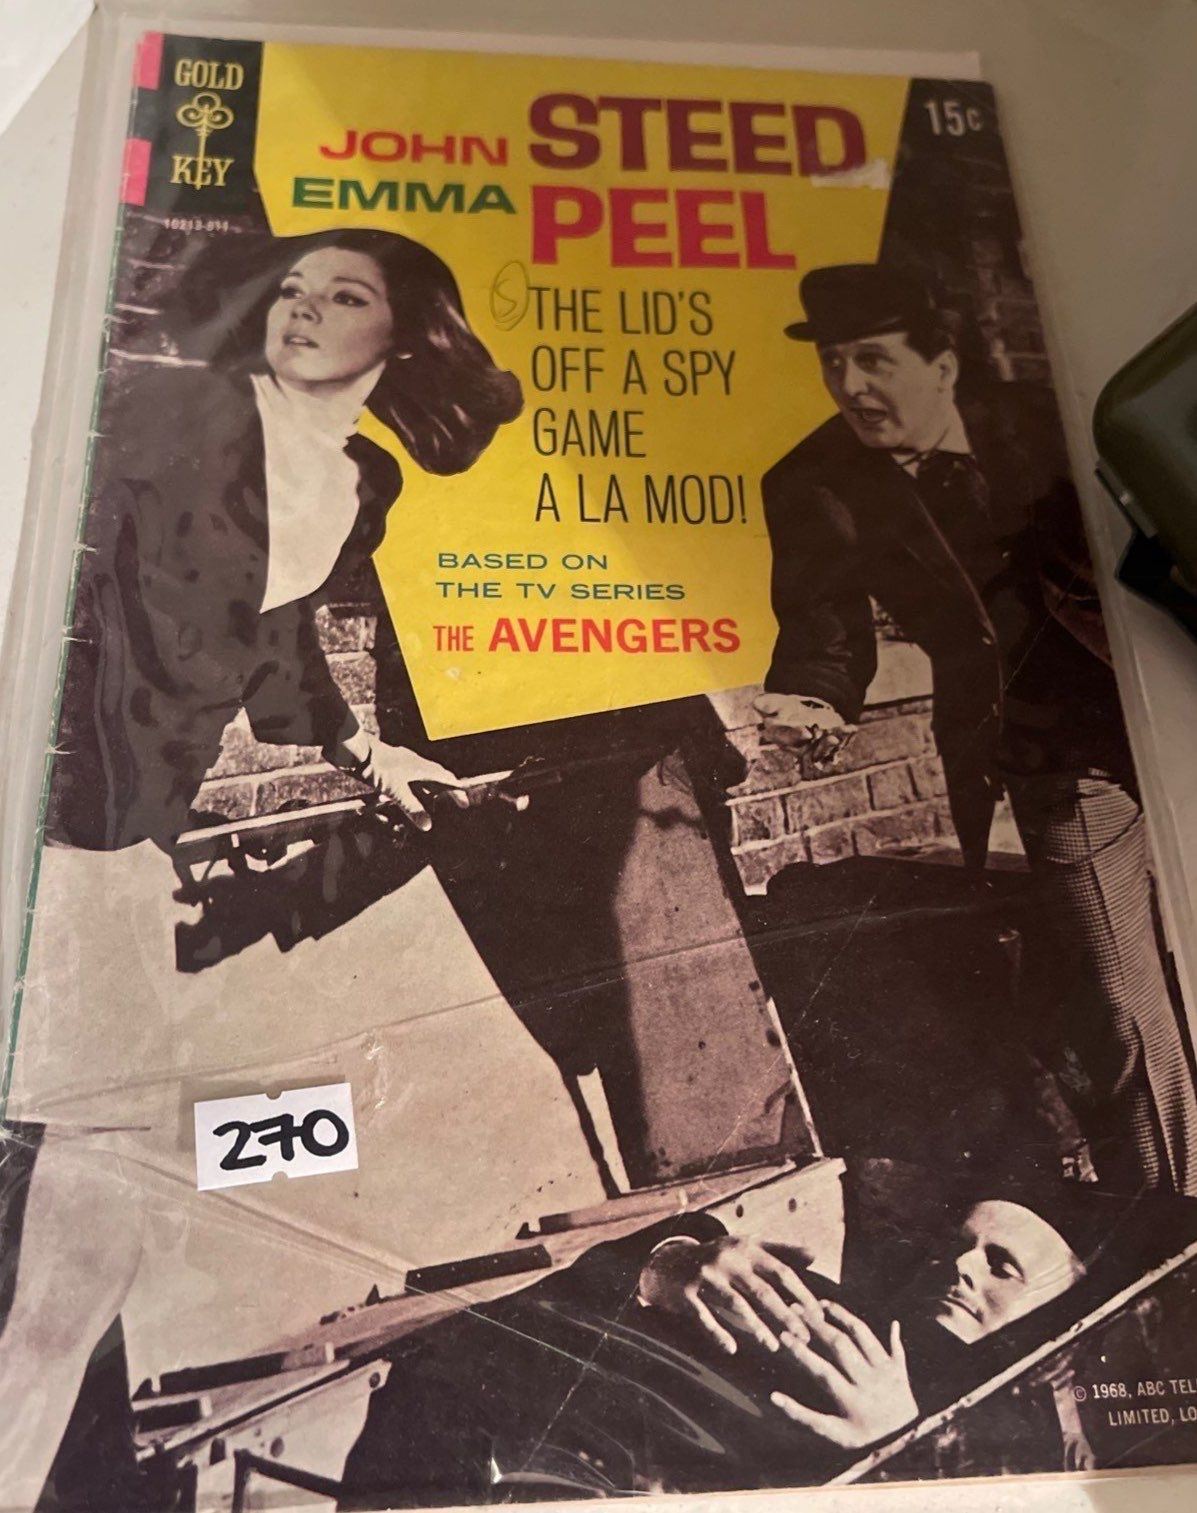 GOLD
KEY
15¢
JOHN STEED
EMMA PEEL
THE LID'S
OFF A SPY
GAME
A LA MOD!
BASED ON
THE TV SERIES
THE AVENGERS
270
© 1968, ABC TEL
LIMITED, LO